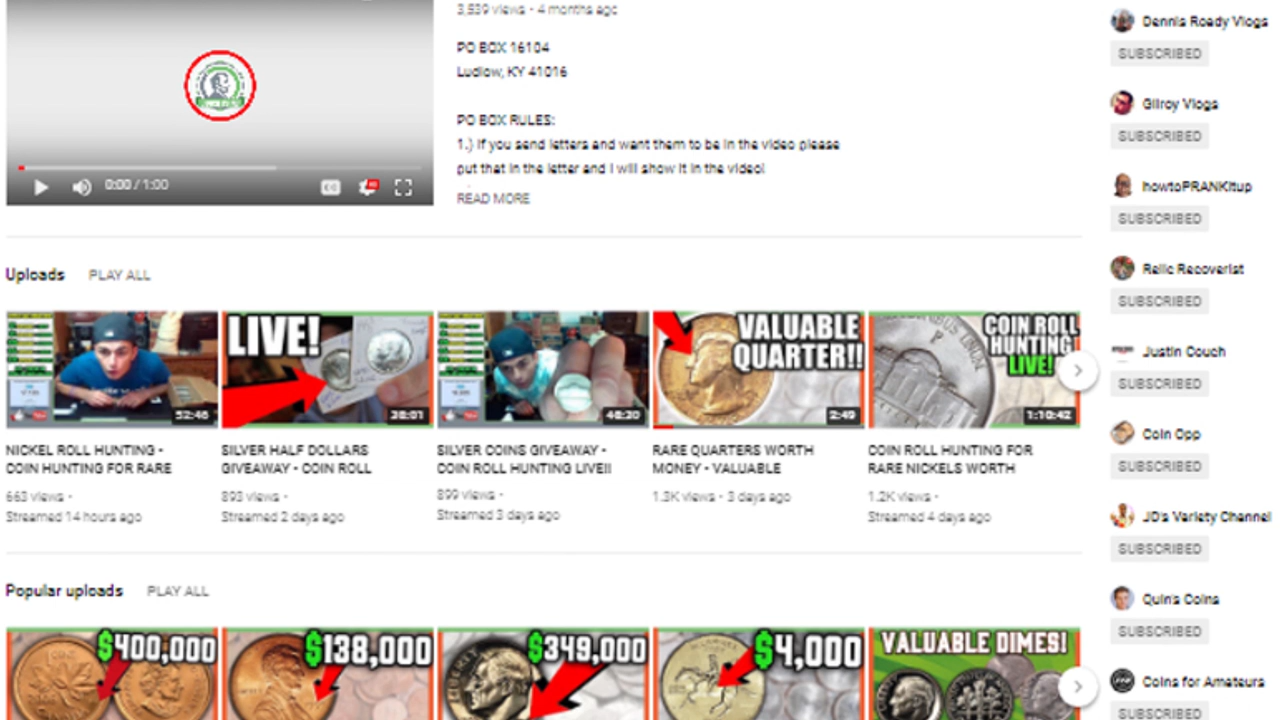 3,539 views · 4 months ago
PO BOX 16104
Ludlow, KY 41016
PO BOX RULES:
1.) If you send letters and want them to be in the video please
put that in the letter and I will show it in the video!
READ MORE
0:00 / 1:00
Uploads PLAY ALL
LIVE!
VALUABLE
QUARTER!!
COIN ROLL
HUNTING
LIVE!
52:46
38:01
48:20
2:49
1:10:42
NICKEL ROLL HUNTING -
COIN HUNTING FOR RARE
663 views ·
Streamed 14 hours ago
SILVER HALF DOLLARS
GIVEAWAY - COIN ROLL
893 views ·
Streamed 2 days ago
SILVER COINS GIVEAWAY -
COIN ROLL HUNTING LIVE!!
899 views ·
Streamed 3 days ago
RARE QUARTERS WORTH
MONEY - VALUABLE
1.3K views · 3 days ago
COIN ROLL HUNTING FOR
RARE NICKELS WORTH
1.2K views ·
Streamed 4 days ago
Popular uploads PLAY ALL
$400,000
$138,000
$349,000
$4,000
VALUABLE DIMES!
Dennis Roady Vlogs
SUBSCRIBED
Gilroy Vlogs
SUBSCRIBED
howtoPRANKitup
SUBSCRIBED
Relic Recoverist
SUBSCRIBED
Justin Couch
SUBSCRIBED
Coin Opp
SUBSCRIBED
JD's Variety Channel
SUBSCRIBED
Quin's Coins
SUBSCRIBED
Coins for Amateurs
SUBSCRIBED